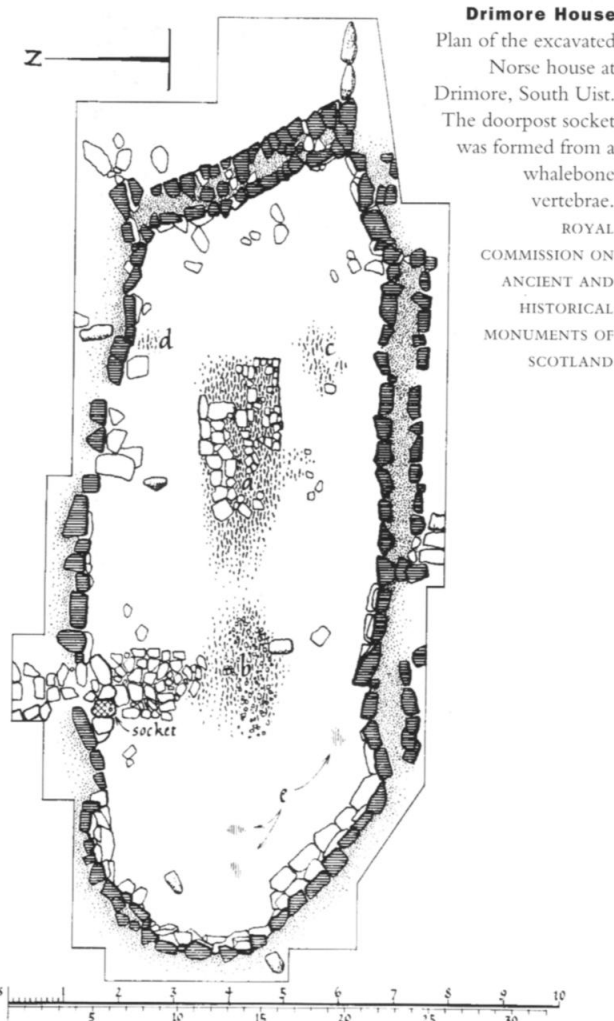 Drimore House
Plan of the excavated
Norse house at
Drimore, South Uist.
The doorpost socket
was formed from a
whalebone
vertebrae.
ROYAL
COMMISSION ON
ANCIENT AND
HISTORICAL
MONUMENTS OF
SCOTLAND
N
d
c
a
b
socket
e
1 2 3 4 5 6 7 8 9 10
5 10 15 20 25 30